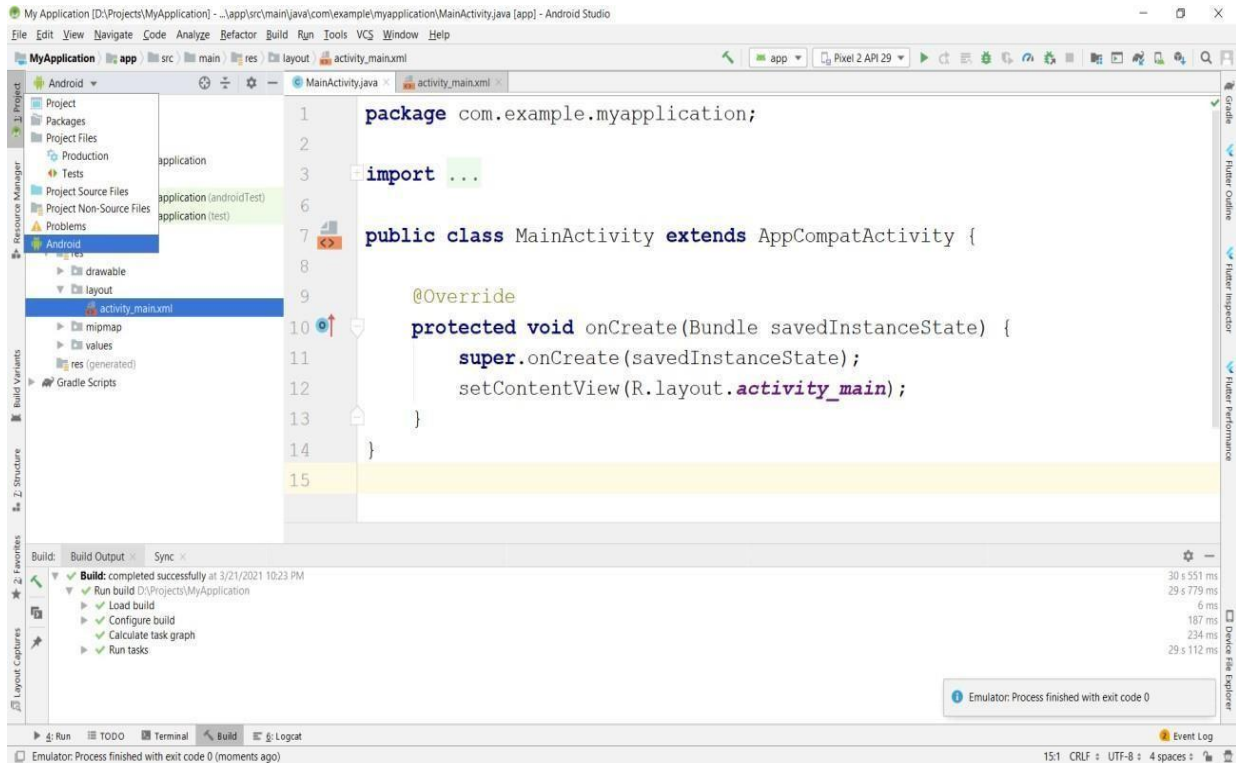 My Application [D:\Projects\MyApplication] - ...\app\src\main\java\com\example\myapplication\MainActivity.java [app] - Android Studio
File Edit View Navigate Code Analyze Refactor Build Run Tools VCS Window Help
MyApplication app src main res layout activity_main.xml
app Pixel 2 API 29
Android
MainActivity.java activity_main.xml
1: Project
Resource Manager
Build Variants
Z: Structure
2: Favorites
Layout Captures
Project
Packages
Project Files
Production
Tests
Project Source Files
Project Non-Source Files
Problems
Android
application
application (androidTest)
application (test)
res
drawable
layout
activity_main.xml
mipmap
values
res (generated)
Gradle Scripts
1 package com.example.myapplication;
2
3 import ...
6
7 public class MainActivity extends AppCompatActivity {
8
9 @Override
10 protected void onCreate(Bundle savedInstanceState) {
11 super.onCreate(savedInstanceState);
12 setContentView(R.layout.activity_main);
13 }
14 }
15
Gradle
Flutter Outline
Flutter Inspector
Flutter Performance
Device File Explorer
Build: Build Output Sync
Build: completed successfully at 3/21/2021 10:23 PM 30 s 551 ms
Run build D:\Projects\MyApplication 29 s 779 ms
Load build 6 ms
Configure build 187 ms
Calculate task graph 234 ms
Run tasks 29 s 112 ms
Emulator: Process finished with exit code 0
4: Run TODO Terminal Build 6: Logcat
2 Event Log
Emulator: Process finished with exit code 0 (moments ago) 15:1 CRLF UTF-8 4 spaces